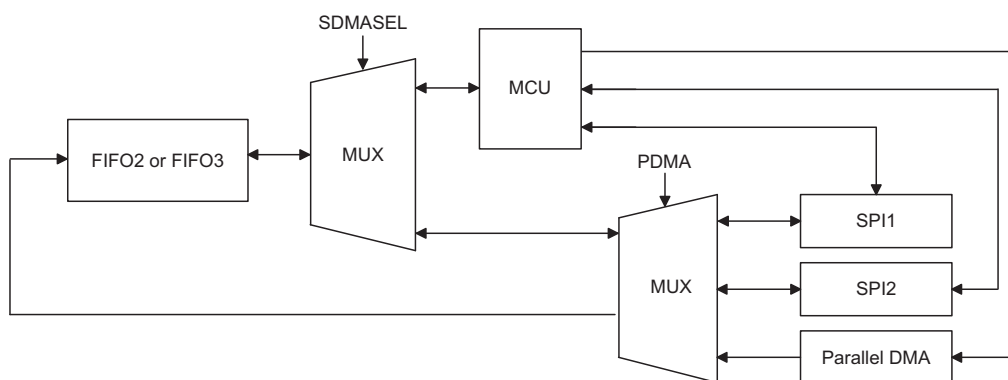 SDMASEL
MCU
MUX
FIFO2 or FIFO3
PDMA
SPI1
MUX
SPI2
Parallel DMA